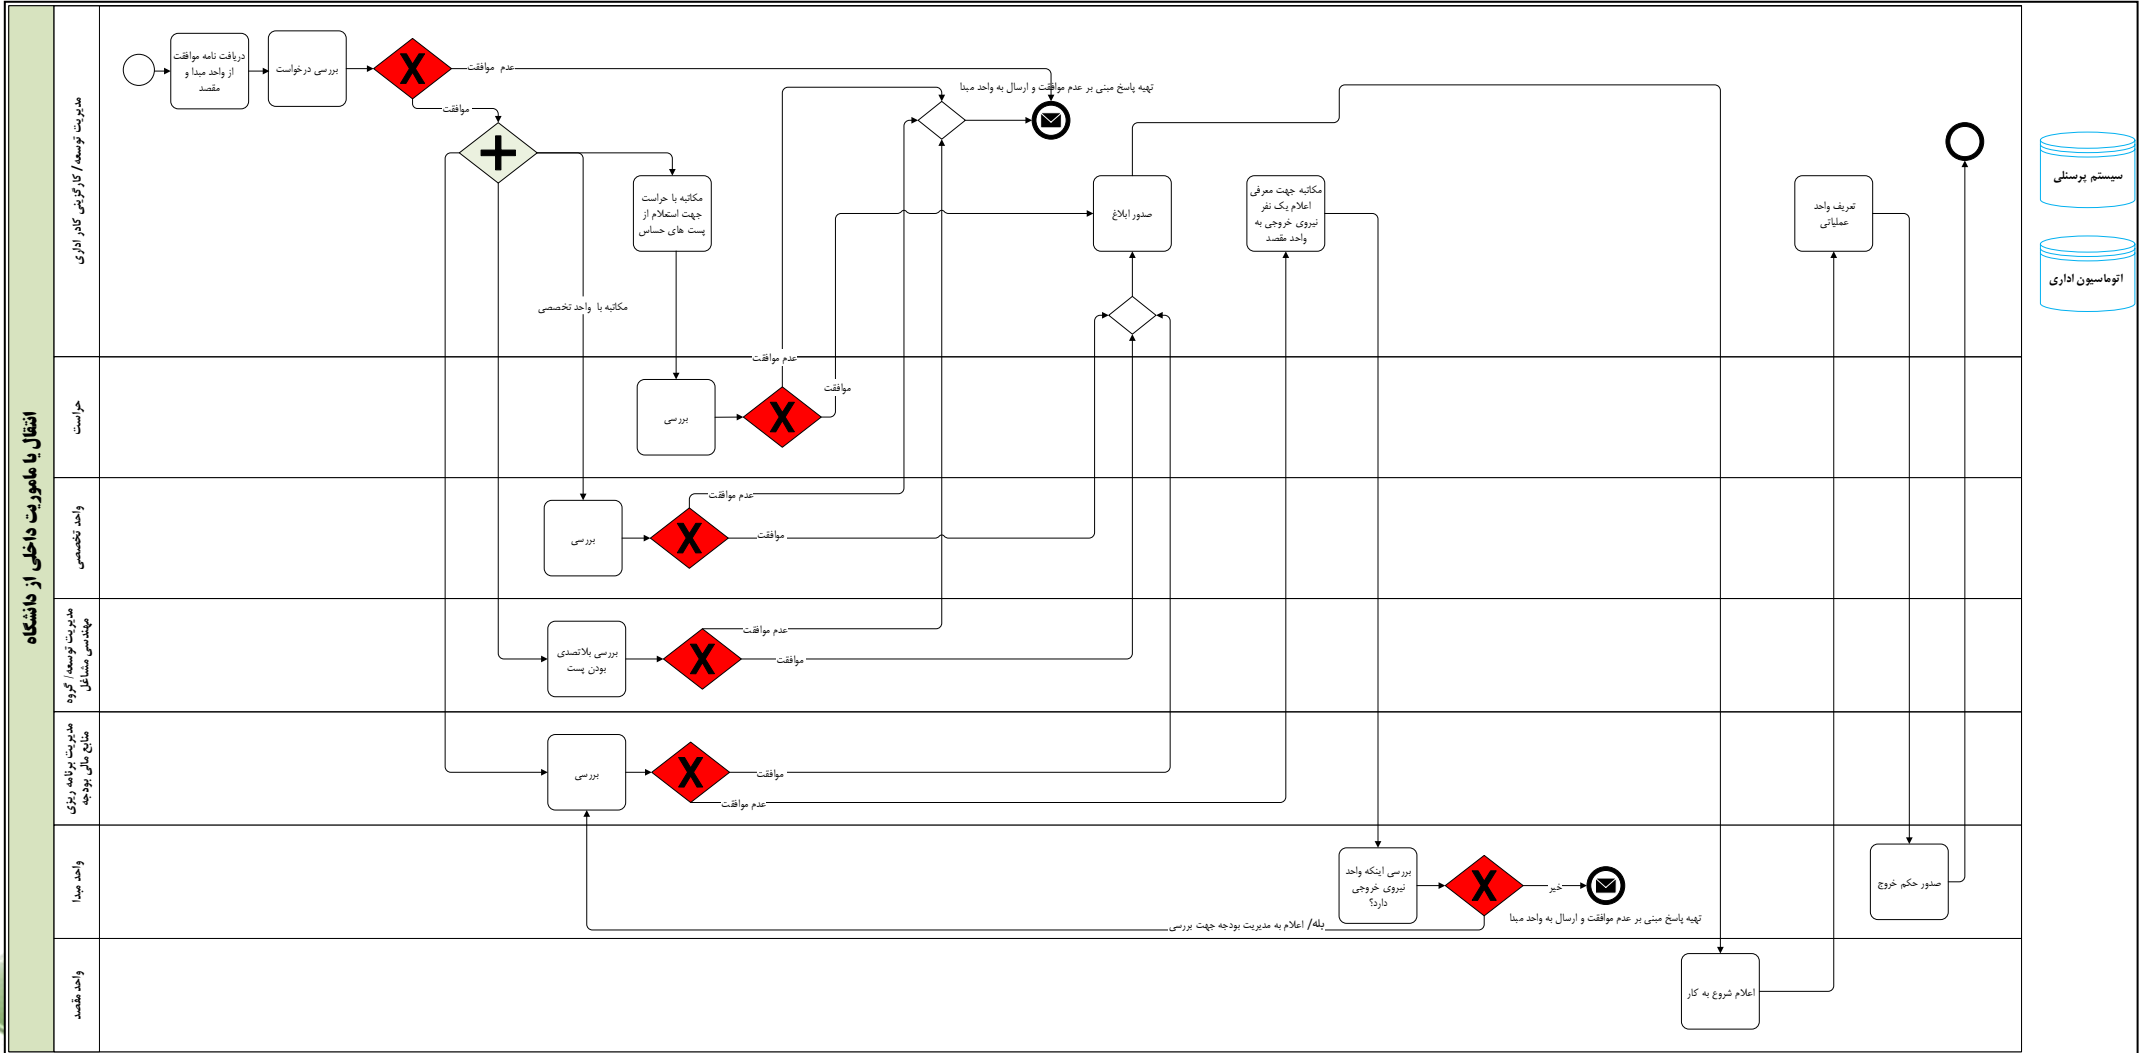 انتقال یا ماموریت داخلی از دانشگاه
مدیریت توسعه/ کارگزینی کادر اداری
دریافت نامه موافقت
از واحد مبدا و
مقصد
بررسی درخواست
عدم موافقت
موافقت
تهیه پاسخ مبنی بر عدم موافقت و ارسال به واحد مبدا
مکاتبه با حراست
جهت استعلام از
پست های حساس
مکاتبه با واحد تخصصی
صدور ابلاغ
مکاتبه جهت معرفی
اعلام یک نفر
نیروی خروجی به
واحد مقصد
تعریف واحد
عملیاتی
سیستم پرسنلی
اتوماسیون اداری
حراست
بررسی
عدم موافقت
موافقت
واحد تخصصی
بررسی
عدم موافقت
موافقت
مدیریت توسعه/ گروه
مهندسی مشاغل
بررسی بلاتصدی
بودن پست
عدم موافقت
موافقت
مدیریت برنامه ریزی
منابع مالی بودجه
بررسی
موافقت
عدم موافقت
واحد مبدا
بررسی اینکه واحد
نیروی خروجی
دارد؟
خیر
تهیه پاسخ مبنی بر عدم موافقت و ارسال به واحد مبدا
بله/ اعلام به مدیریت بودجه جهت بررسی
صدور حکم خروج
واحد مقصد
اعلام شروع به کار